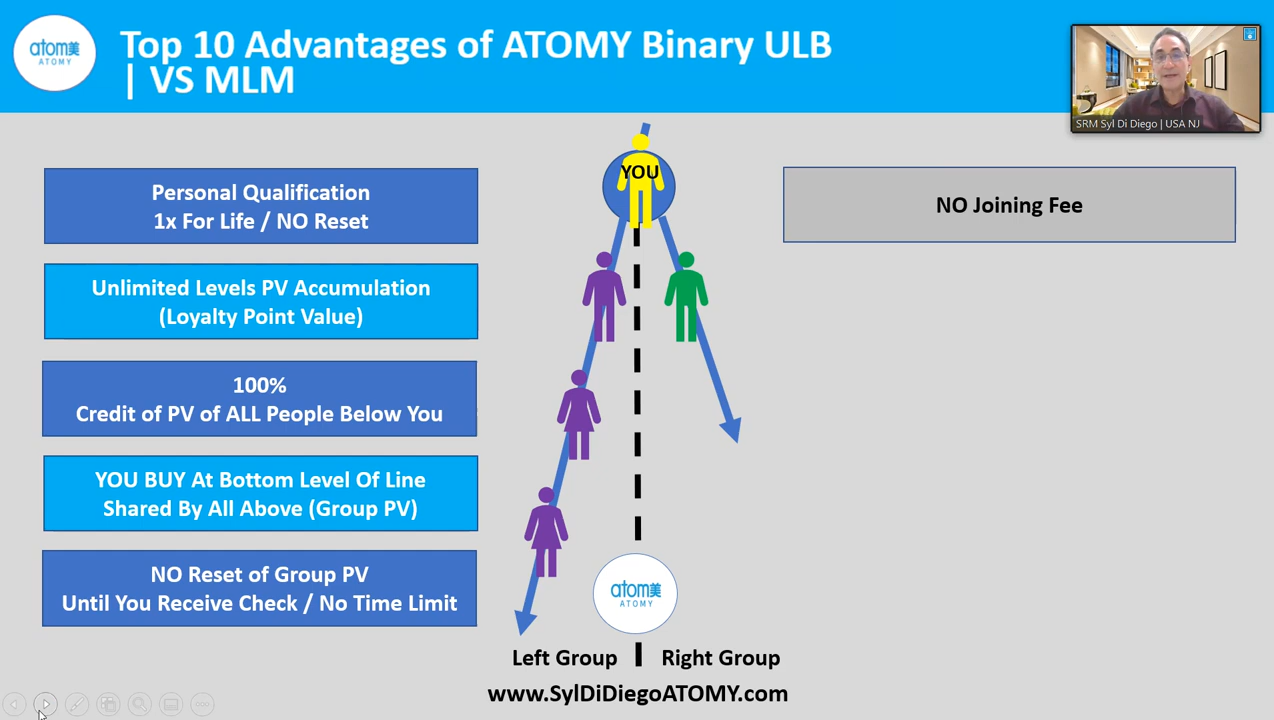 atom美
ATOMY
Top 10 Advantages of ATOMY Binary ULB
| VS MLM
SRM Syl Di Diego | USA NJ
Personal Qualification
1x For Life / NO Reset
Unlimited Levels PV Accumulation
(Loyalty Point Value)
100%
Credit of PV of ALL People Below You
YOU BUY At Bottom Level Of Line
Shared By All Above (Group PV)
NO Reset of Group PV
Until You Receive Check / No Time Limit
YOU
NO Joining Fee
atom美
ATOMY
Left Group
Right Group
www.SylDiDiegoATOMY.com